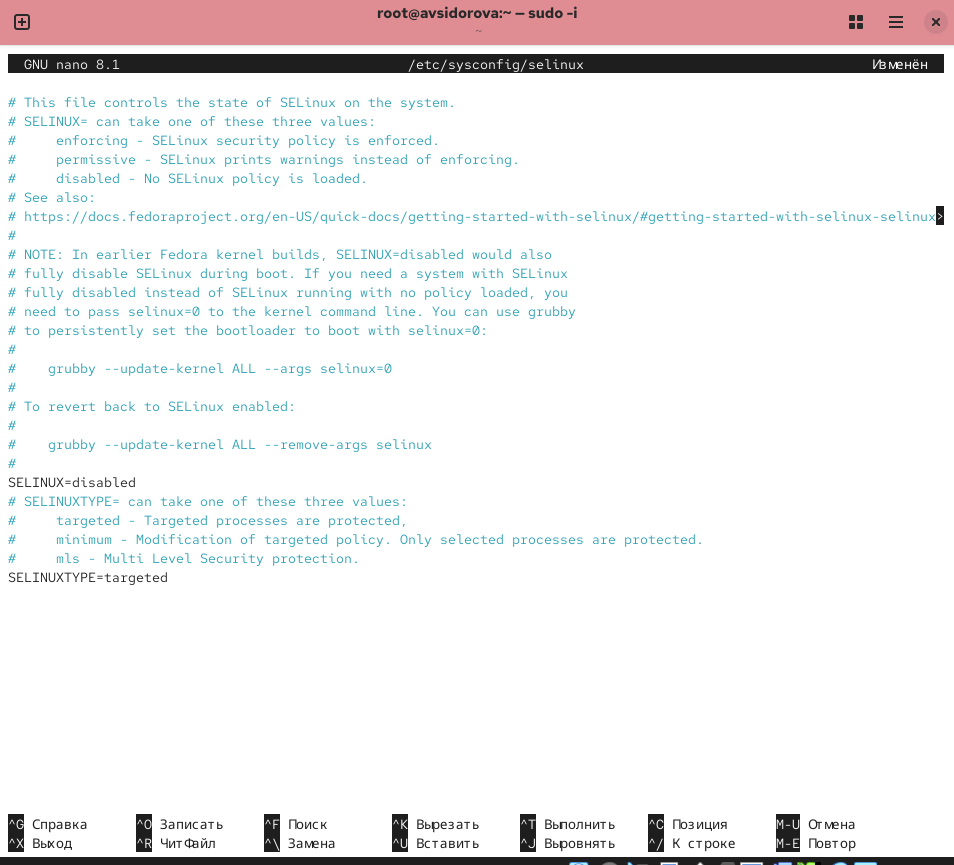 root@avsidorova:~ — sudo -i
~
GNU nano 8.1 /etc/sysconfig/selinux Изменён
# This file controls the state of SELinux on the system.
# SELINUX= can take one of these three values:
#     enforcing - SELinux security policy is enforced.
#     permissive - SELinux prints warnings instead of enforcing.
#     disabled - No SELinux policy is loaded.
# See also:
# https://docs.fedoraproject.org/en-US/quick-docs/getting-started-with-selinux/#getting-started-with-selinux-selinux>
#
# NOTE: In earlier Fedora kernel builds, SELINUX=disabled would also
# fully disable SELinux during boot. If you need a system with SELinux
# fully disabled instead of SELinux running with no policy loaded, you
# need to pass selinux=0 to the kernel command line. You can use grubby
# to persistently set the bootloader to boot with selinux=0:
#
#    grubby --update-kernel ALL --args selinux=0
#
# To revert back to SELinux enabled:
#
#    grubby --update-kernel ALL --remove-args selinux
#
SELINUX=disabled
# SELINUXTYPE= can take one of these three values:
#     targeted - Targeted processes are protected,
#     minimum - Modification of targeted policy. Only selected processes are protected.
#     mls - Multi Level Security protection.
SELINUXTYPE=targeted
^G Справка ^O Записать ^F Поиск ^K Вырезать ^T Выполнить ^C Позиция M-U Отмена
^X Выход ^R ЧитФайл ^\ Замена ^U Вставить ^J Выровнять ^/ К строке M-E Повтор